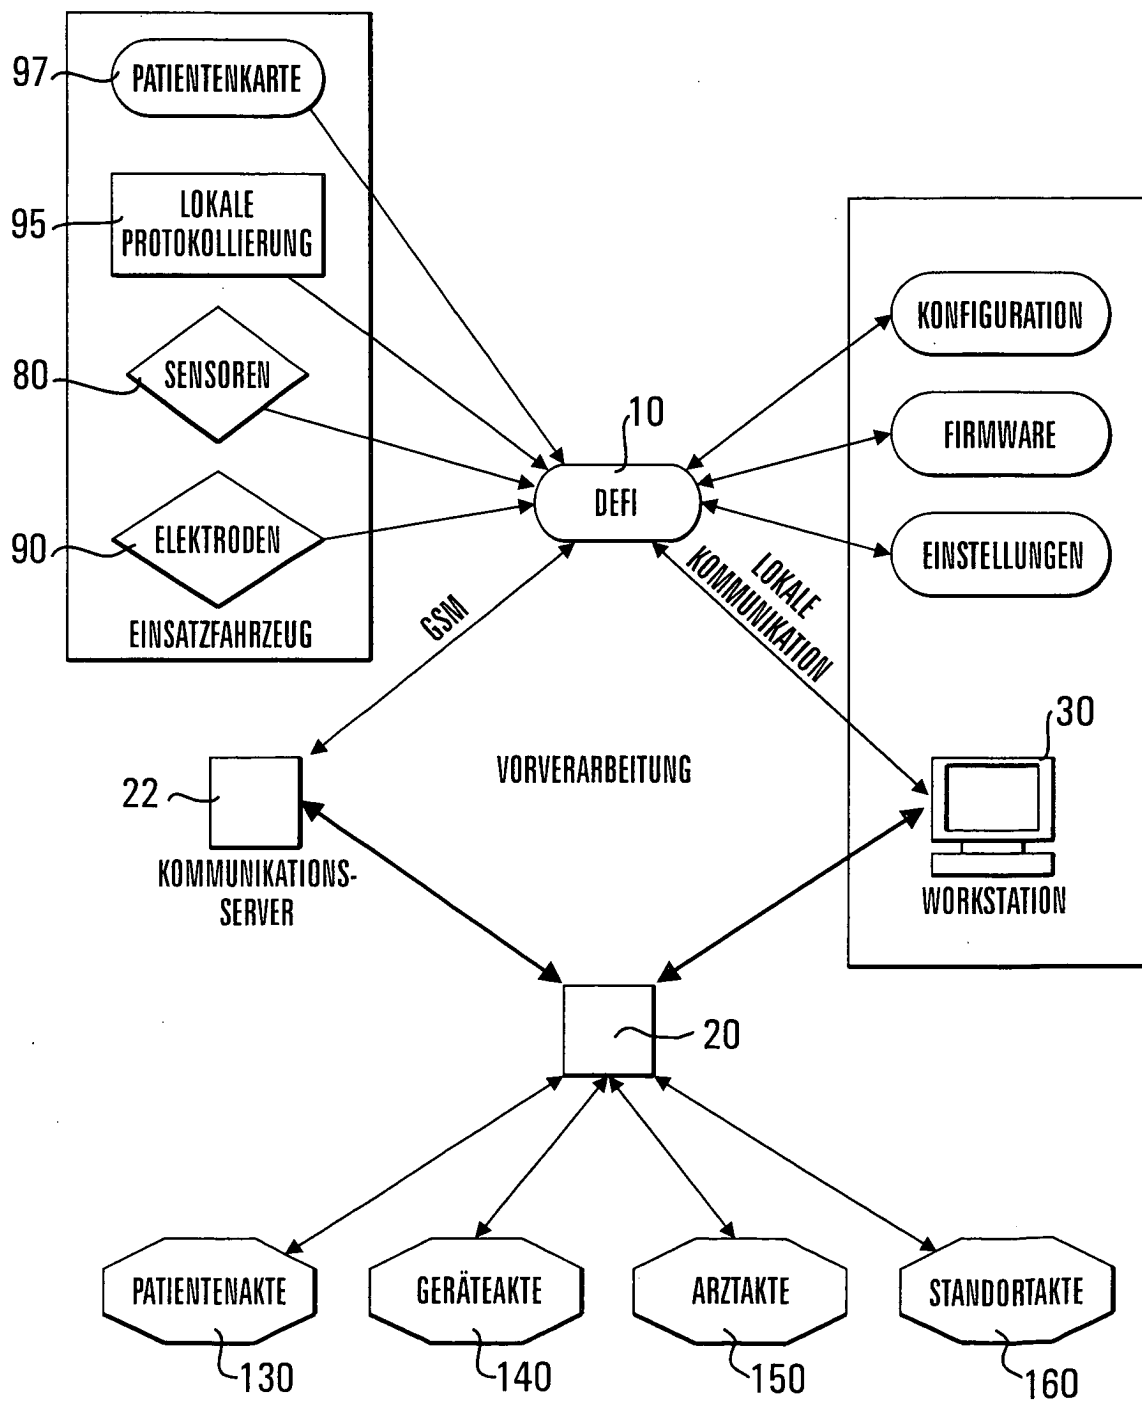 97
PATIENTENKARTE
95
LOKALE
PROTOKOLLIERUNG
80
SENSOREN
90
ELEKTRODEN
EINSATZFAHRZEUG
10
DEFI
KONFIGURATION
FIRMWARE
EINSTELLUNGEN
GSM
LOKALE
KOMMUNIKATION
30
WORKSTATION
VORVERARBEITUNG
22
KOMMUNIKATIONS-
SERVER
20
PATIENTENAKTE
130
GERÄTEAKTE
140
ARZTAKTE
150
STANDORTAKTE
160